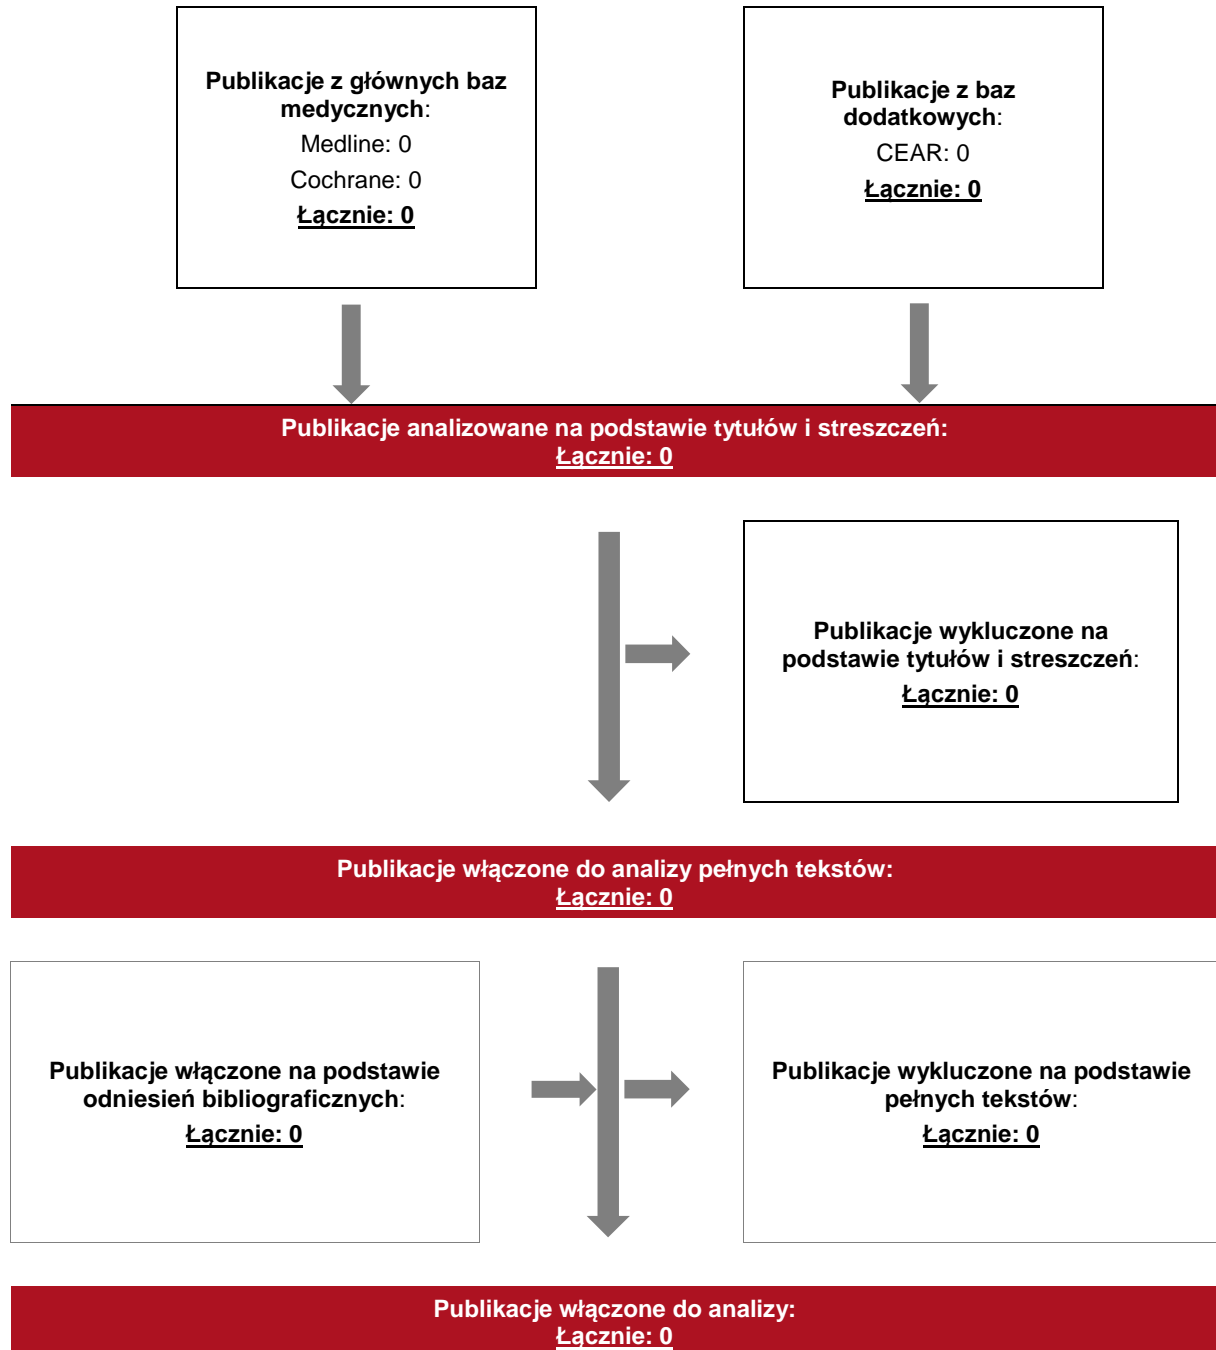 Publikacje z głównych baz
medycznych:
Medline: 0
Cochrane: 0
Łącznie: 0
Publikacje z baz
dodatkowych:
CEAR: 0
Łącznie: 0
Publikacje analizowane na podstawie tytułów i streszczeń:
Łącznie: 0
Publikacje wykluczone na
podstawie tytułów i streszczeń:
Łącznie: 0
Publikacje włączone do analizy pełnych tekstów:
Łącznie: 0
Publikacje włączone na podstawie
odniesień bibliograficznych:
Łącznie: 0
Publikacje wykluczone na podstawie
pełnych tekstów:
Łącznie: 0
Publikacje włączone do analizy:
Łącznie: 0